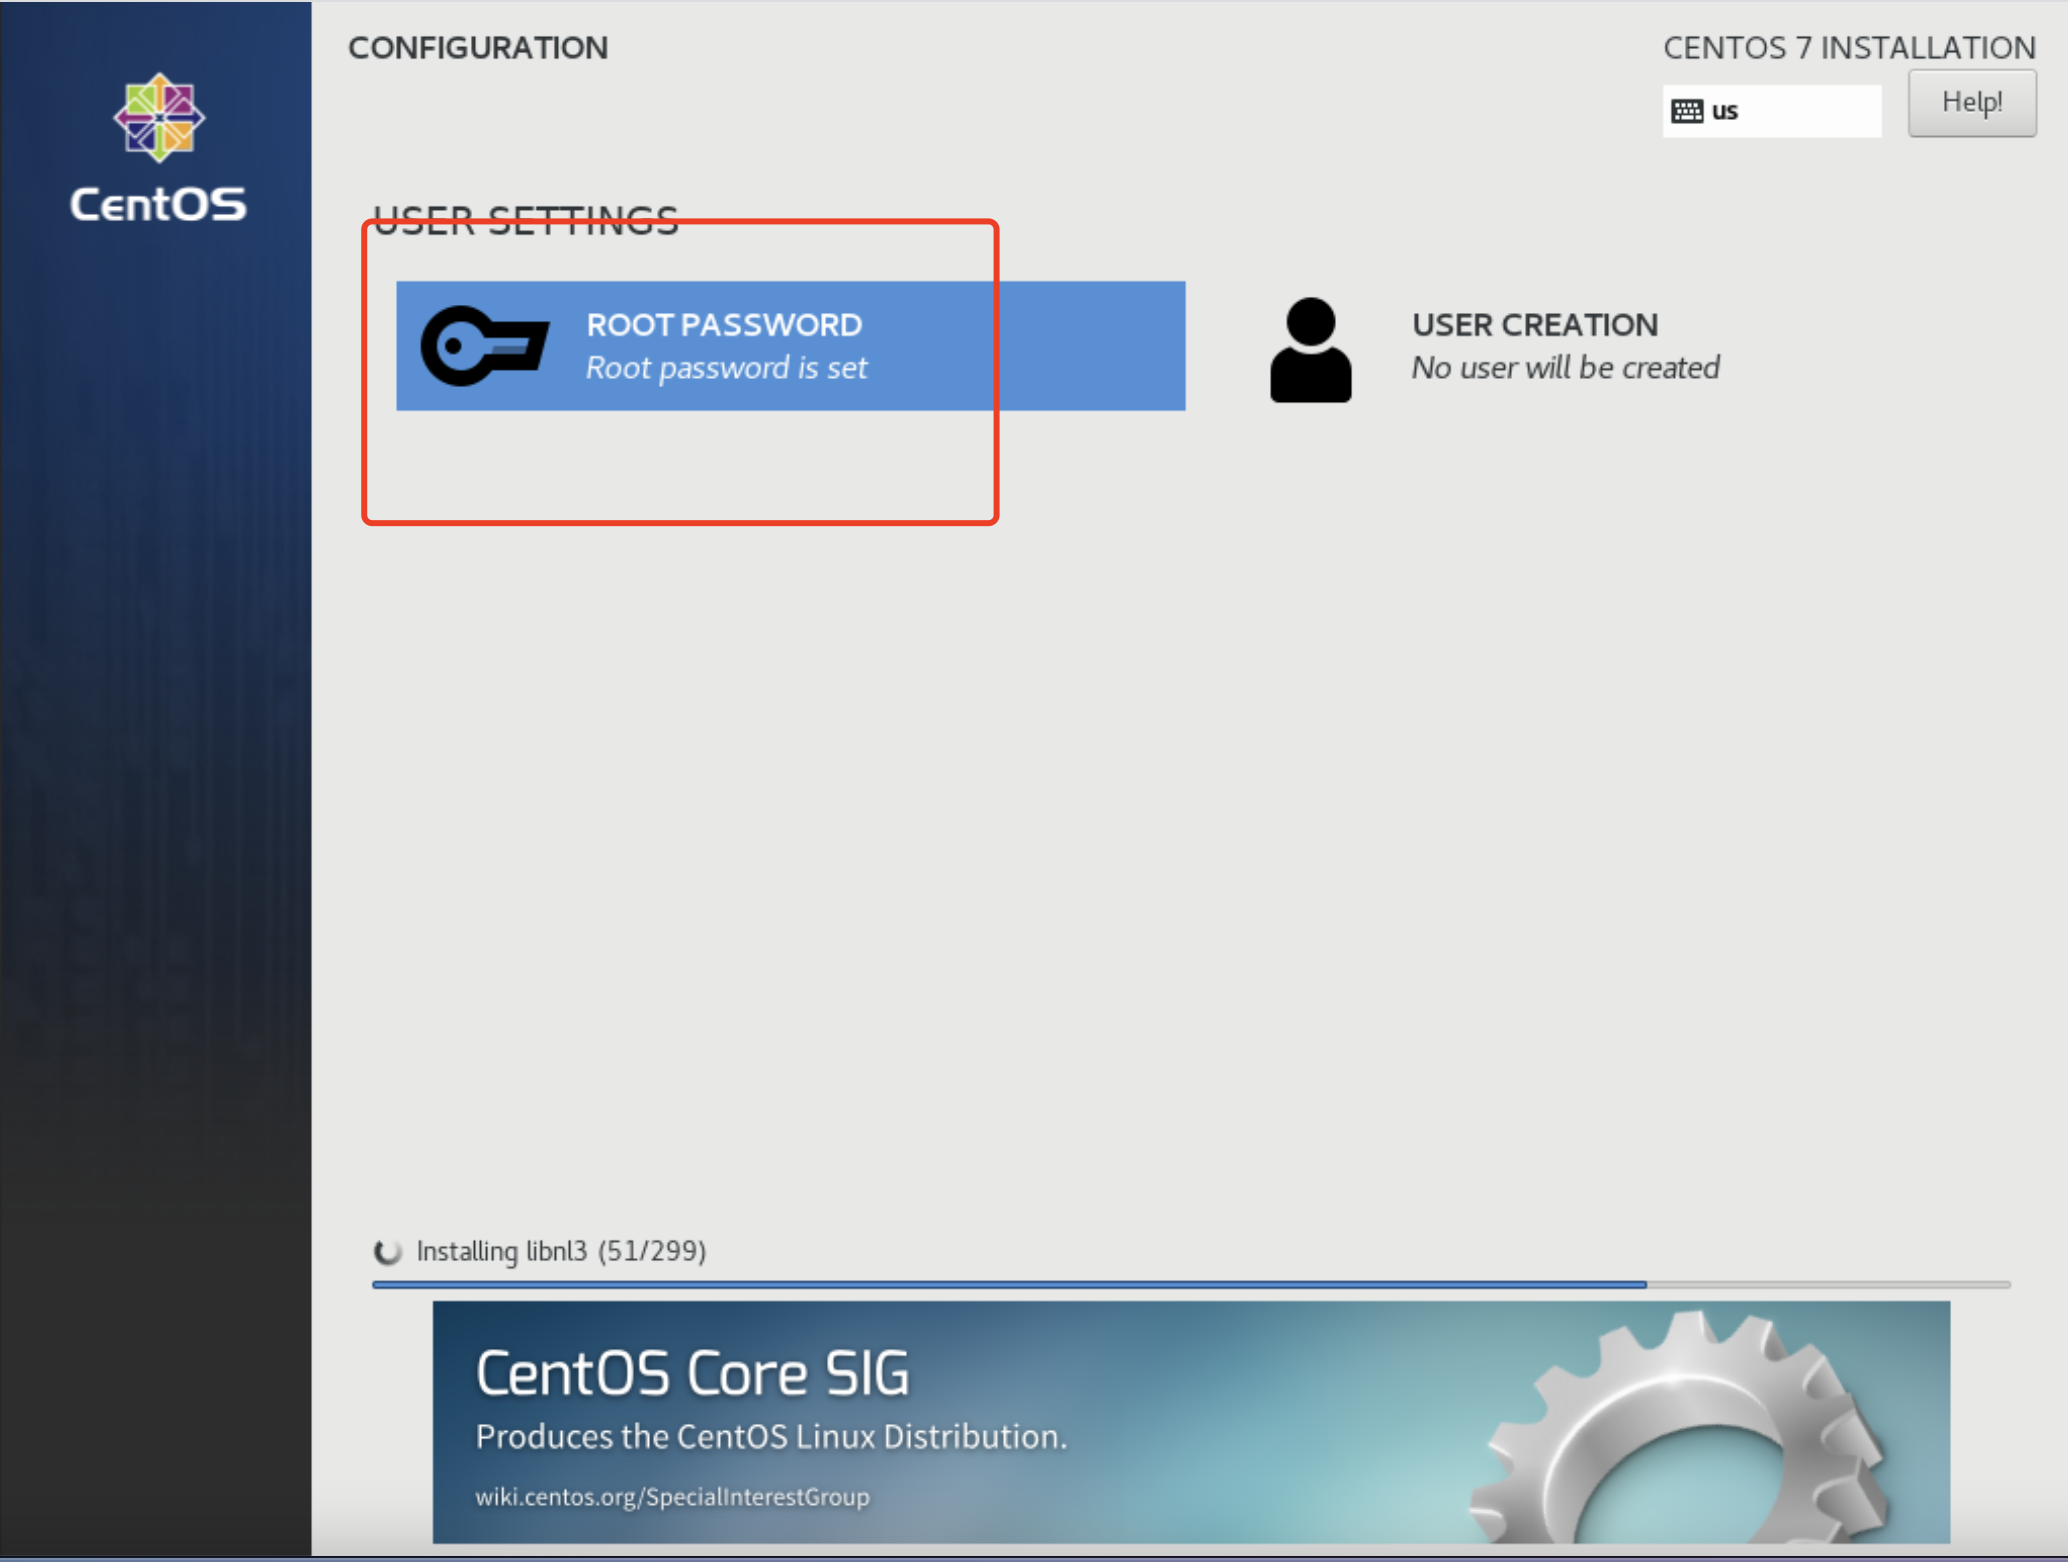 CentOS
CONFIGURATION
CENTOS 7 INSTALLATION
us
Help!
USER SETTINGS
ROOT PASSWORD
Root password is set
USER CREATION
No user will be created
Installing libnl3 (51/299)
CentOS Core SIG
Produces the CentOS Linux Distribution.
wiki.centos.org/SpecialInterestGroup